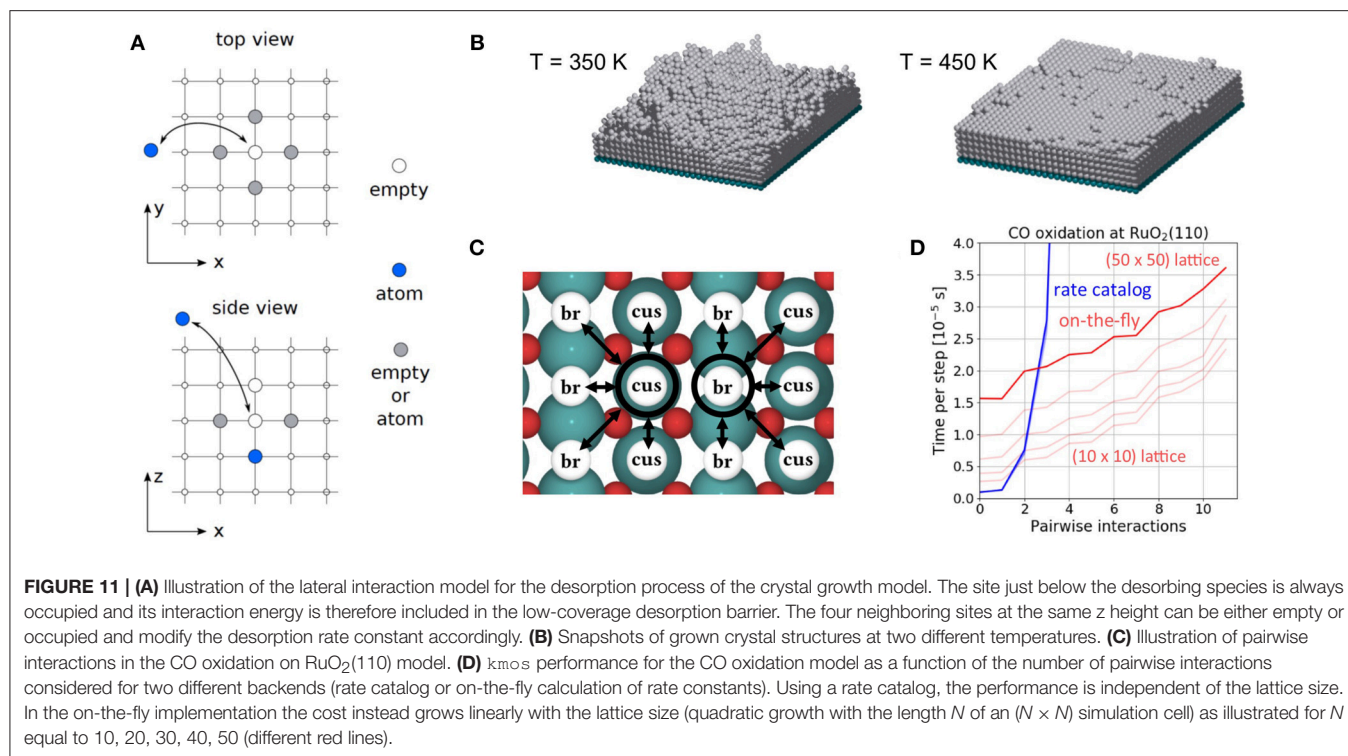 A
top view
empty
y
x
atom
side view
empty
or
atom
z
x
B
T = 350 K
T = 450 K
C
br cus br cus
br cus br cus
br cus br cus
D
CO oxidation at RuO₂(110)
4.0
3.5
3.0
2.5
2.0
1.5
1.0
0.5
0.0
Time per step [10⁻⁵ s]
(50 x 50) lattice
rate catalog
on-the-fly
(10 x 10) lattice
0 2 4 6 8 10
Pairwise interactions
FIGURE 11 | (A) Illustration of the lateral interaction model for the desorption process of the crystal growth model. The site just below the desorbing species is always
occupied and its interaction energy is therefore included in the low-coverage desorption barrier. The four neighboring sites at the same z height can be either empty or
occupied and modify the desorption rate constant accordingly. (B) Snapshots of grown crystal structures at two different temperatures. (C) Illustration of pairwise
interactions in the CO oxidation on RuO₂(110) model. (D) kmos performance for the CO oxidation model as a function of the number of pairwise interactions
considered for two different backends (rate catalog or on-the-fly calculation of rate constants). Using a rate catalog, the performance is independent of the lattice size.
In the on-the-fly implementation the cost instead grows linearly with the lattice size (quadratic growth with the length N of an (N × N) simulation cell) as illustrated for N
equal to 10, 20, 30, 40, 50 (different red lines).